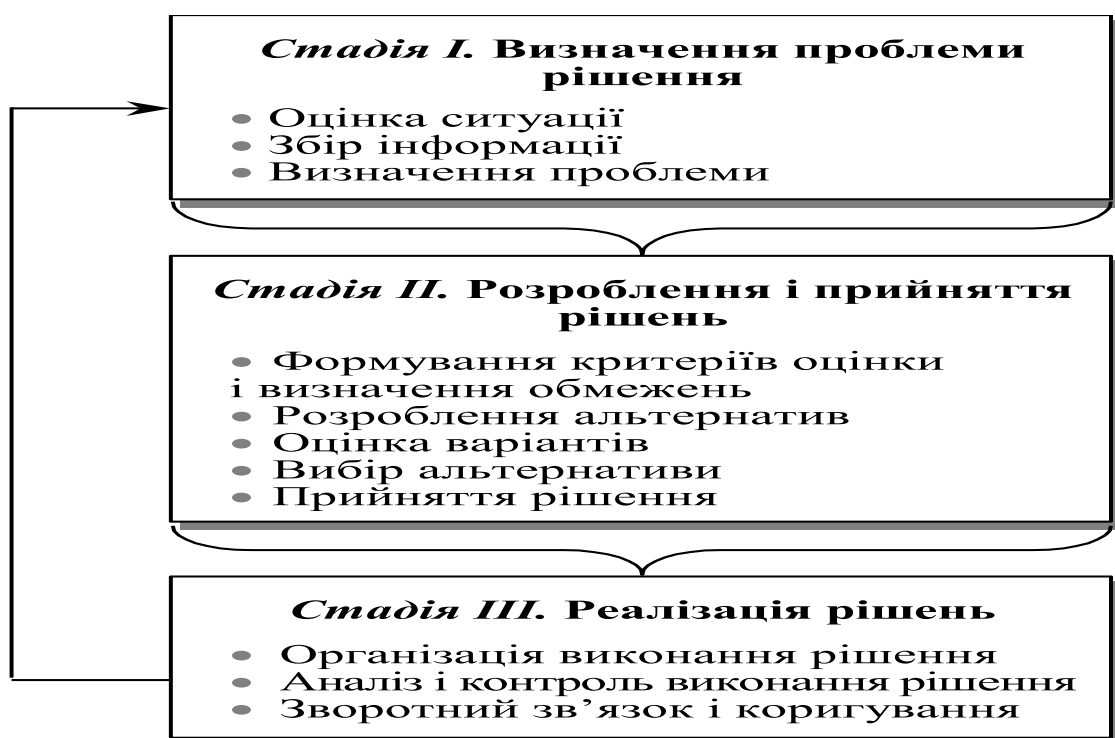 Стадія I. Визначення проблеми
рішення
• Оцінка ситуації
• Збір інформації
• Визначення проблеми
Стадія II. Розроблення і прийняття
рішень
• Формування критеріїв оцінки
і визначення обмежень
• Розроблення альтернатив
• Оцінка варіантів
• Вибір альтернативи
• Прийняття рішення
Стадія III. Реалізація рішень
• Організація виконання рішення
• Аналіз і контроль виконання рішення
• Зворотний зв’язок і коригування